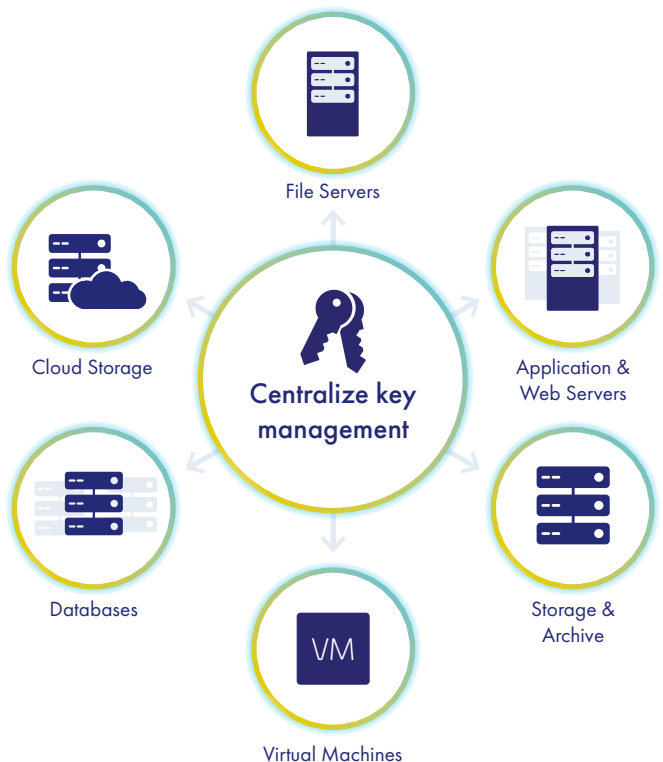 File Servers
Cloud Storage
Application &
Web Servers
Centralize key
management
Databases
Storage &
Archive
VM
Virtual Machines